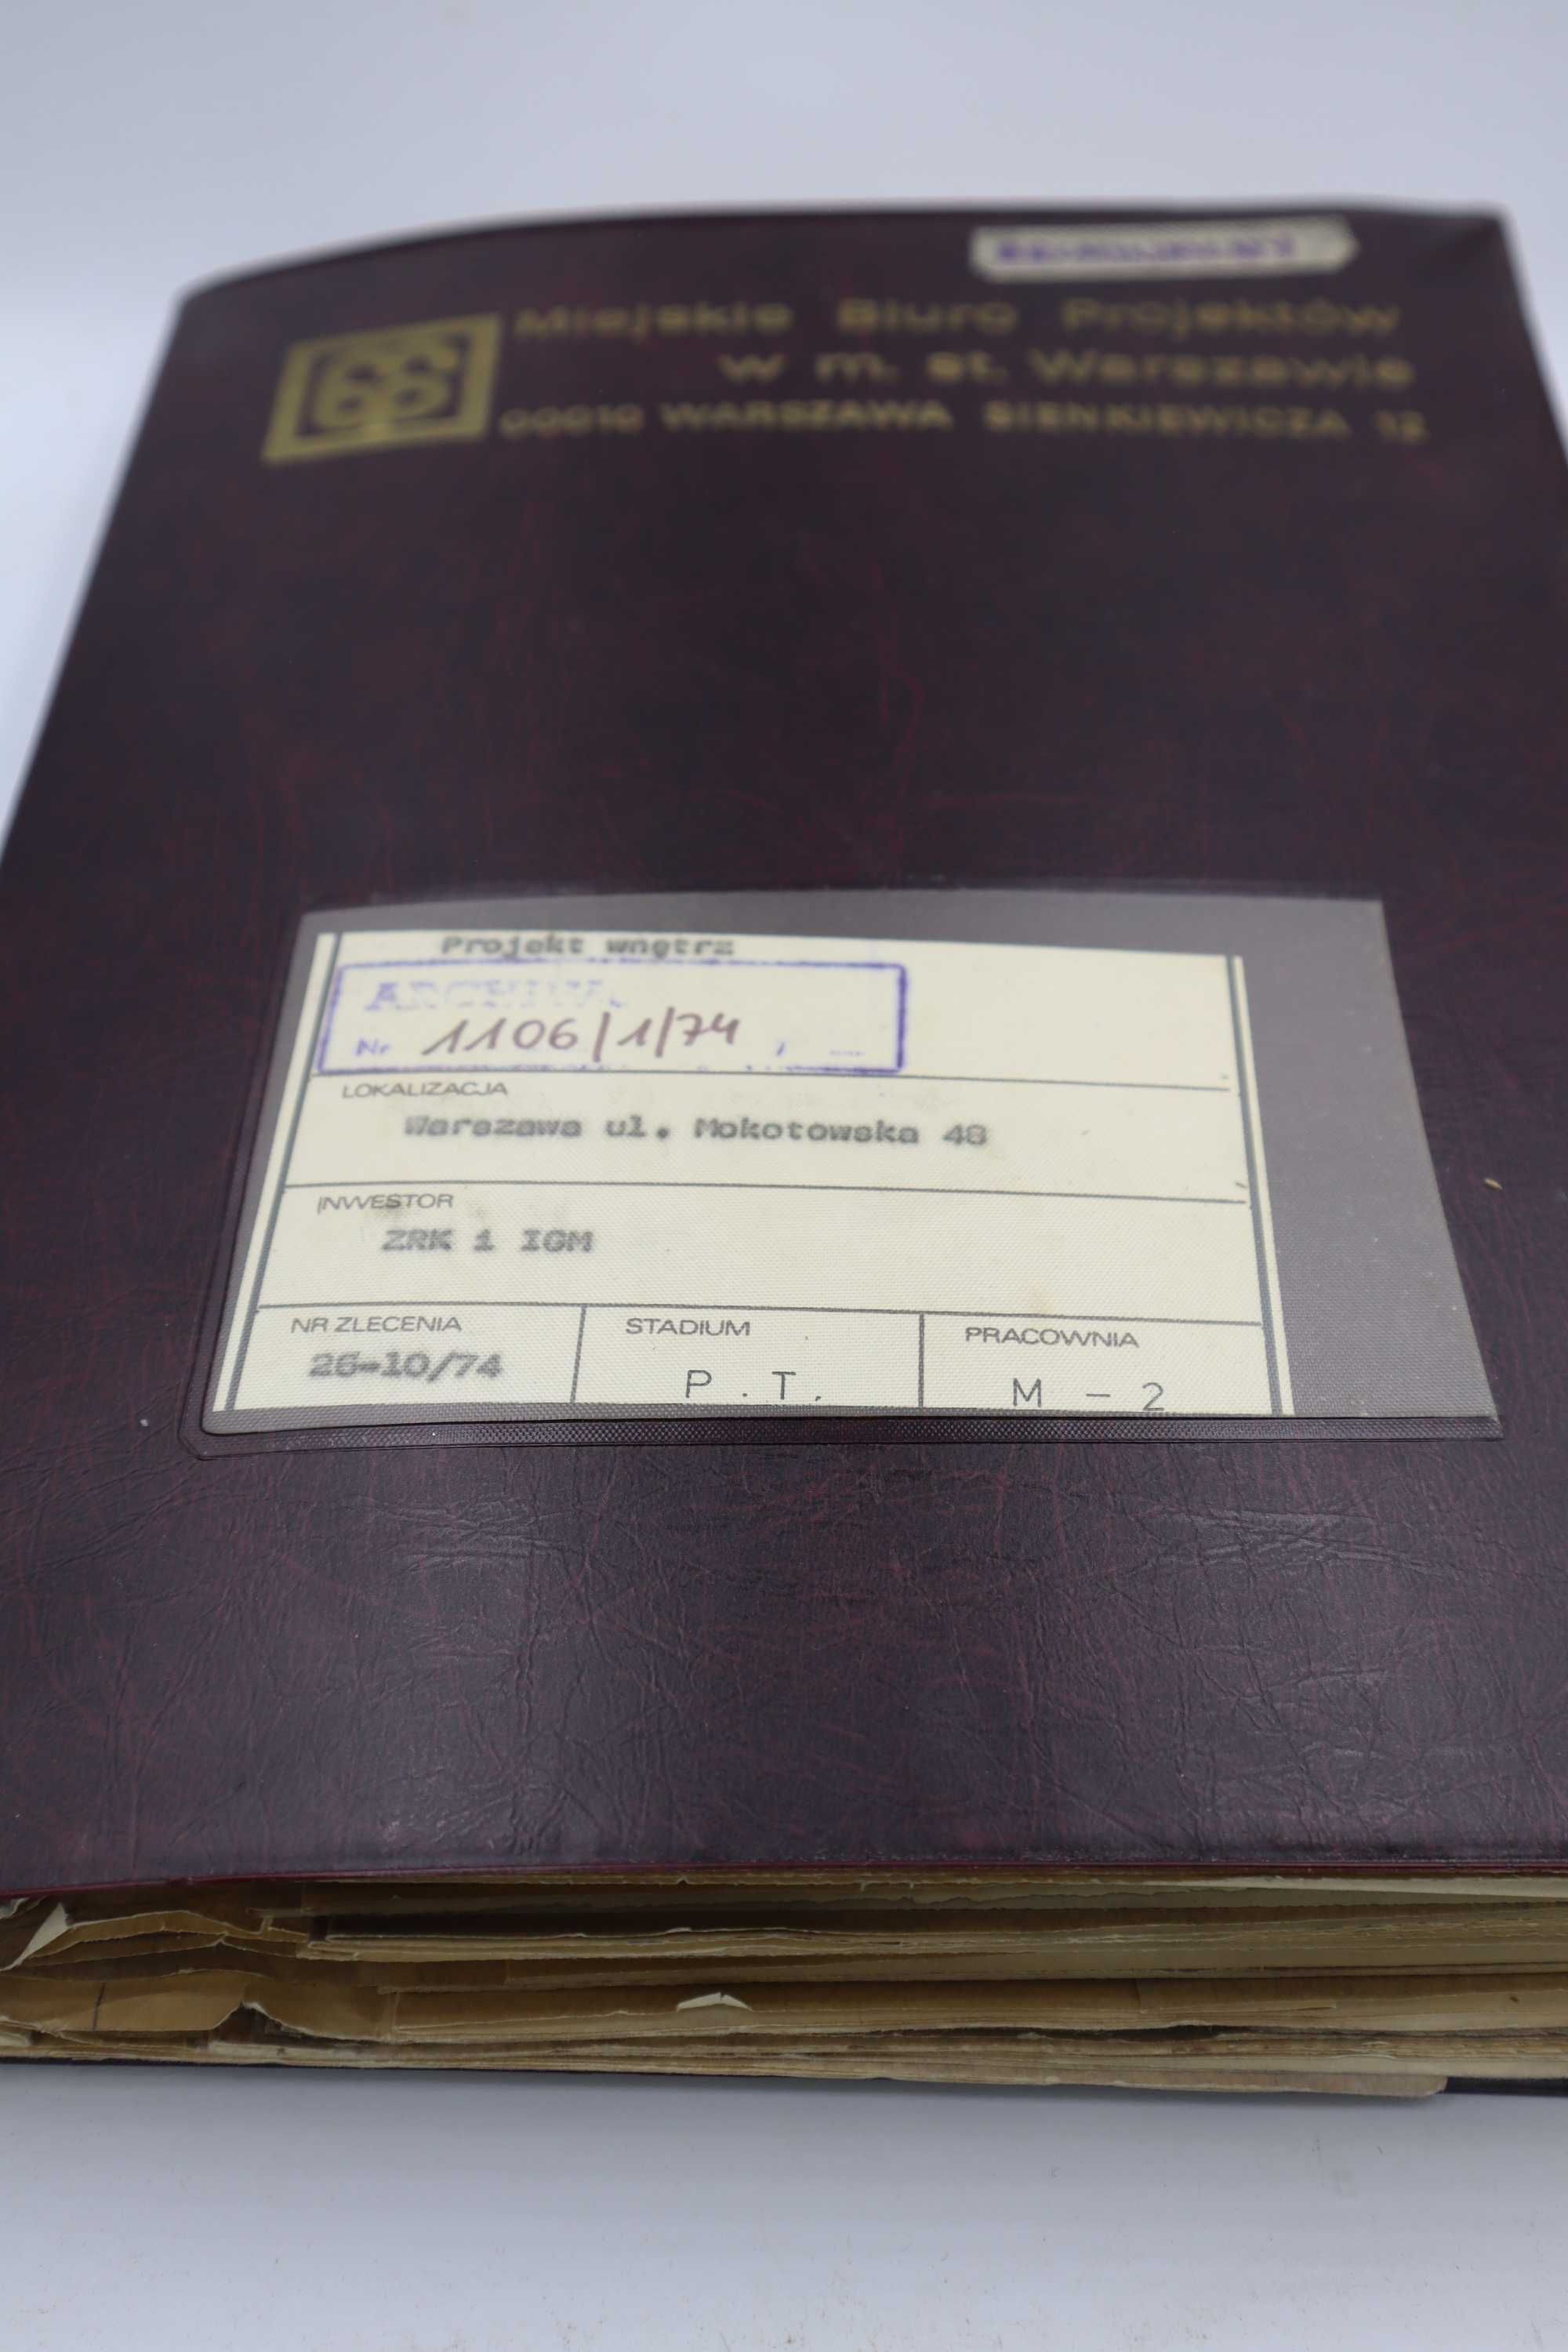 Miejskie Biuro Projektów
w m. st. Warszawie
00010 WARSZAWA SIENKIEWICZA 12
Projekt wnętrz
ARCHIWA
Nr 1106/1/74
LOKALIZACJA
Warszawa ul. Mokotowska 48
INWESTOR
ZRK i IGM
NR ZLECENIA STADIUM PRACOWNIA
26-10/74 P.T. M-2